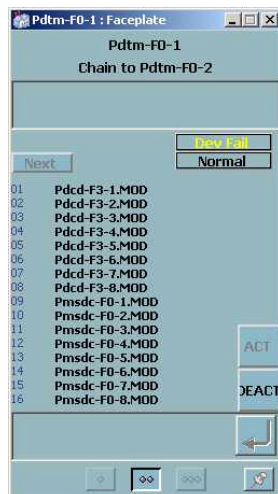 Pdtm-F0-1 : Faceplate
Pdtm-F0-1
Chain to Pdtm-F0-2
Dev Fail
Next
Normal
01 Pdcd-F3-1.MOD
02 Pdcd-F3-2.MOD
03 Pdcd-F3-3.MOD
04 Pdcd-F3-4.MOD
05 Pdcd-F3-5.MOD
06 Pdcd-F3-6.MOD
07 Pdcd-F3-7.MOD
08 Pdcd-F3-8.MOD
09 Pmsdc-F0-1.MOD
10 Pmsdc-F0-2.MOD
11 Pmsdc-F0-3.MOD
12 Pmsdc-F0-4.MOD
13 Pmsdc-F0-5.MOD
14 Pmsdc-F0-6.MOD
15 Pmsdc-F0-7.MOD
16 Pmsdc-F0-8.MOD
ACT
DEACT